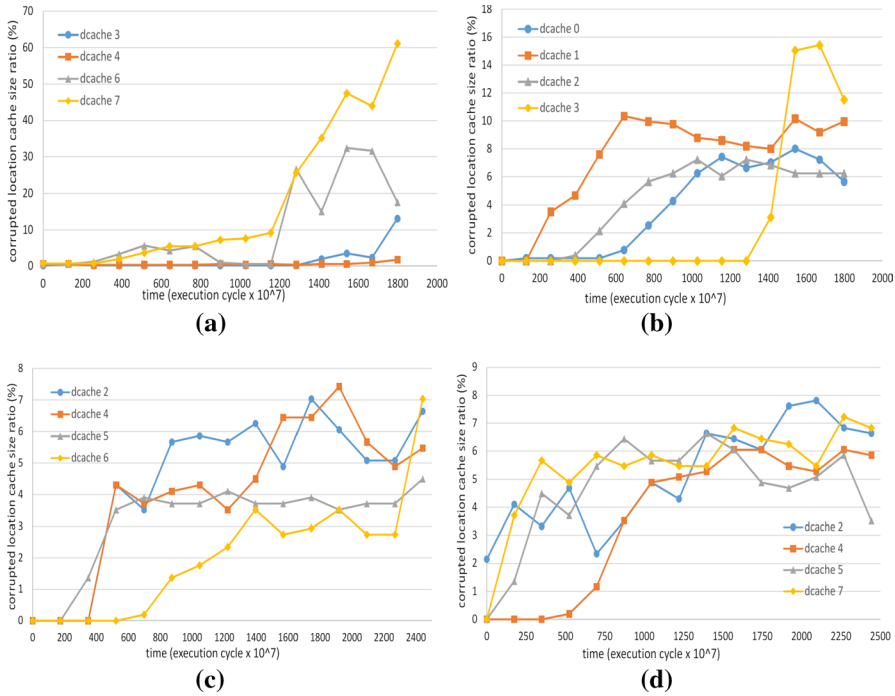 corrupted location cache size ratio (%)
70
60
50
40
30
20
10
0
dcache 3
dcache 4
dcache 6
dcache 7
0 200 400 600 800 1000 1200 1400 1600 1800 2000
time (execution cycle x 10^7)
(a)
corrupted location cache size ratio (%)
18
16
14
12
10
8
6
4
2
0
dcache 0
dcache 1
dcache 2
dcache 3
0 200 400 600 800 1000 1200 1400 1600 1800 2000
time (execution cycle x 10^7)
(b)
corrupted location cache size ratio (%)
8
7
6
5
4
3
2
1
0
dcache 2
dcache 4
dcache 5
dcache 6
0 200 400 600 800 1000 1200 1400 1600 1800 2000 2200 2400
time (execution cycle x 10^7)
(c)
corrupted location cache size ratio (%)
9
8
7
6
5
4
3
2
1
0
dcache 2
dcache 4
dcache 5
dcache 7
0 250 500 750 1000 1250 1500 1750 2000 2250 2500
time (execution cycle x 10^7)
(d)